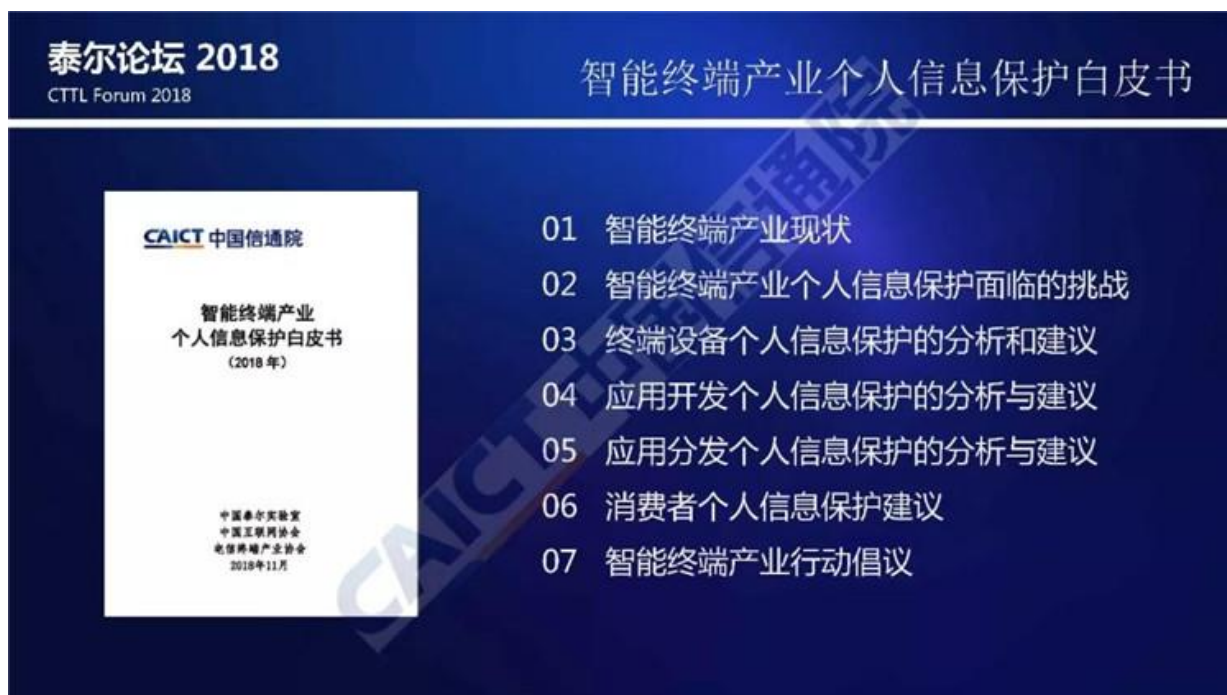 泰尔论坛 2018
CTTL Forum 2018
智能终端产业个人信息保护白皮书
CAICT 中国信通院
智能终端产业
个人信息保护白皮书
（2018 年）
中国泰尔实验室
中国互联网协会
电信终端产业协会
2018年11月
01 智能终端产业现状
02 智能终端产业个人信息保护面临的挑战
03 终端设备个人信息保护的分析和建议
04 应用开发个人信息保护的分析与建议
05 应用分发个人信息保护的分析与建议
06 消费者个人信息保护建议
07 智能终端产业行动倡议
CAICT 中国信通院